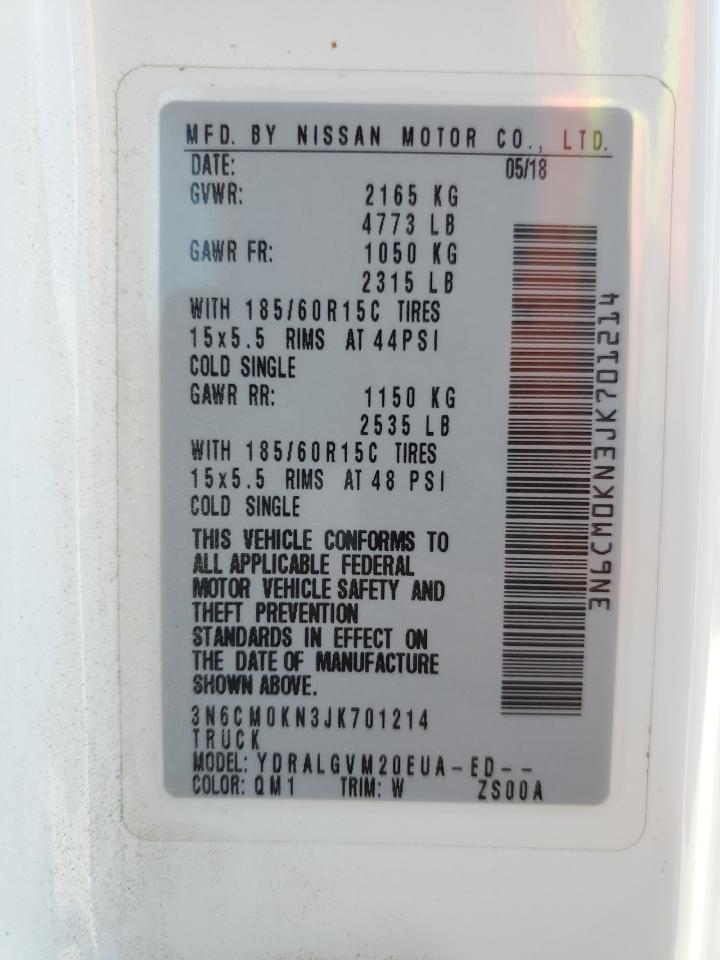 MFD. BY NISSAN MOTOR CO., LTD.
DATE: 05/18
GVWR: 2165 KG
4773 LB
GAWR FR: 1050 KG
2315 LB
WITH 185/60R15C TIRES
15x5.5 RIMS AT 44PSI
COLD SINGLE
GAWR RR: 1150 KG
2535 LB
WITH 185/60R15C TIRES
15x5.5 RIMS AT 48 PSI
COLD SINGLE
THIS VEHICLE CONFORMS TO
ALL APPLICABLE FEDERAL
MOTOR VEHICLE SAFETY AND
THEFT PREVENTION
STANDARDS IN EFFECT ON
THE DATE OF MANUFACTURE
SHOWN ABOVE.
3N6CM0KN3JK701214
TRUCK
MODEL: YDRALGVM20EUA-ED--
COLOR: QM1 TRIM: W ZS00A
3N6CM0KN3JK701214